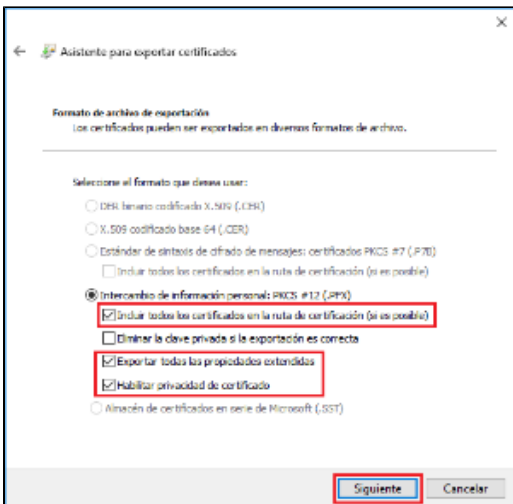 Asistente para exportar certificados
Formato de archivo de exportación
Los certificados pueden ser exportados en diversos formatos de archivo.
Seleccione el formato que desea usar:
DER binario codificado X.509 (.CER)
X.509 codificado base 64 (.CER)
Estándar de sintaxis de cifrado de mensajes: certificados PKCS #7 (.P7B)
Incluir todos los certificados en la ruta de certificación (si es posible)
Intercambio de información personal: PKCS #12 (.PFX)
Incluir todos los certificados en la ruta de certificación (si es posible)
Eliminar la clave privada si la exportación es correcta
Exportar todas las propiedades extendidas
Habilitar privacidad de certificado
Almacén de certificados en serie de Microsoft (.SST)
Siguiente
Cancelar